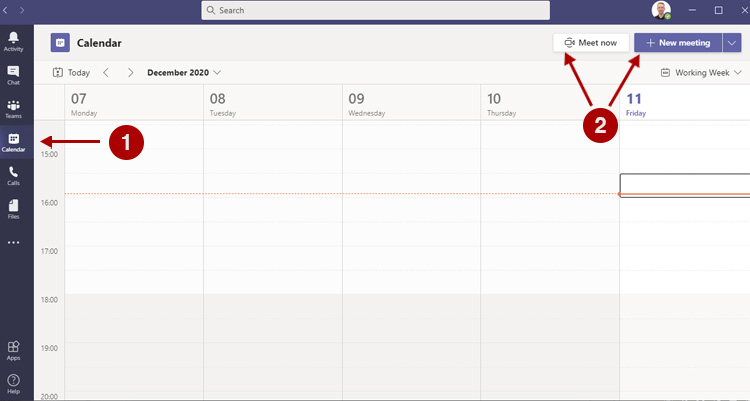 Search
Activity
Chat
Teams
Calendar
Calls
Files
Apps
Help
Calendar
Meet now
New meeting
Today
December 2020
Working Week
07
Monday
08
Tuesday
09
Wednesday
10
Thursday
11
Friday
15:00
16:00
17:00
18:00
19:00
20:00
1
2